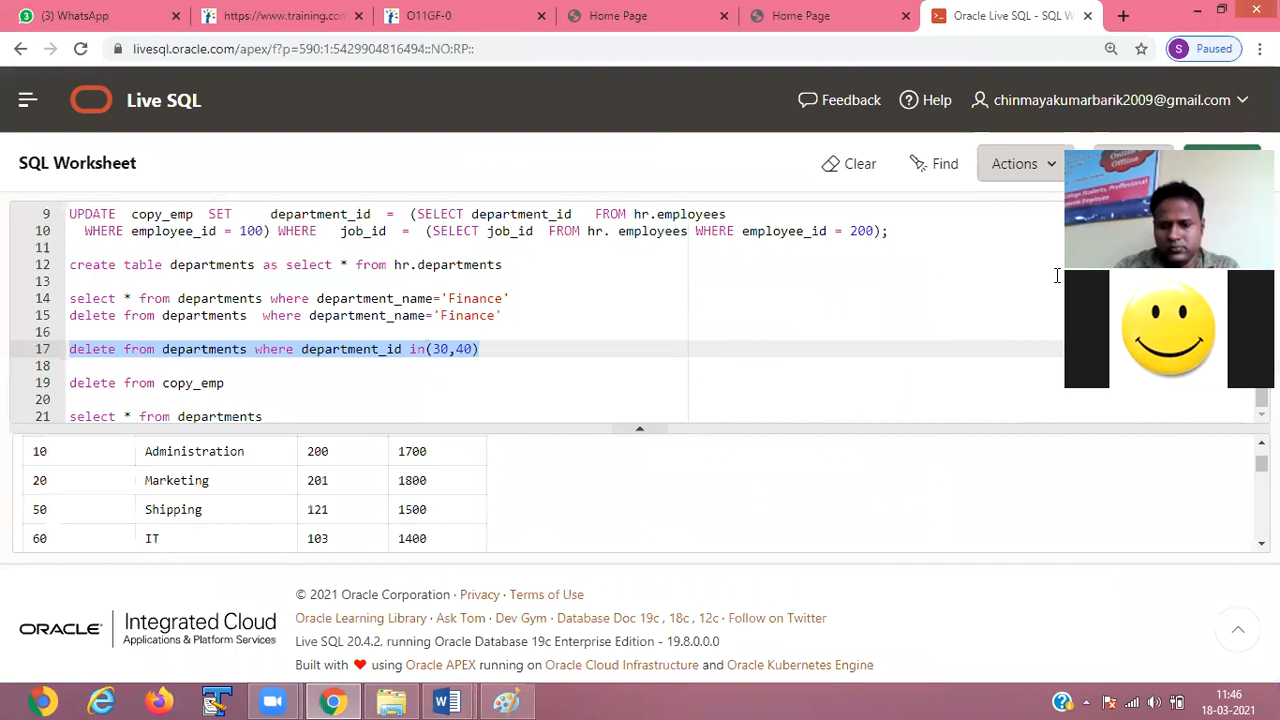 (3) WhatsApp
https://www.training.com
O11GF-0
Home Page
Home Page
Oracle Live SQL - SQL W
livesql.oracle.com/apex/f?p=590:1:5429904816494::NO:RP::
S
Paused
Live SQL
Feedback
Help
chinmayakumarbarik2009@gmail.com
SQL Worksheet
Clear
Find
Actions
9 UPDATE copy_emp SET department_id = (SELECT department_id FROM hr.employees
10 WHERE employee_id = 100) WHERE job_id = (SELECT job_id FROM hr. employees WHERE employee_id = 200);
11
12 create table departments as select * from hr.departments
13
14 select * from departments where department_name='Finance'
15 delete from departments where department_name='Finance'
16
17 delete from departments where department_id in(30,40)
18
19 delete from copy_emp
20
21 select * from departments
10 Administration 200 1700
20 Marketing 201 1800
50 Shipping 121 1500
60 IT 103 1400
ORACLE
Integrated Cloud
Applications & Platform Services
© 2021 Oracle Corporation · Privacy · Terms of Use
Oracle Learning Library · Ask Tom · Dev Gym · Database Doc 19c, 18c, 12c · Follow on Twitter
Live SQL 20.4.2, running Oracle Database 19c Enterprise Edition - 19.8.0.0.0
Built with ❤ using Oracle APEX running on Oracle Cloud Infrastructure and Oracle Kubernetes Engine
11:46
18-03-2021